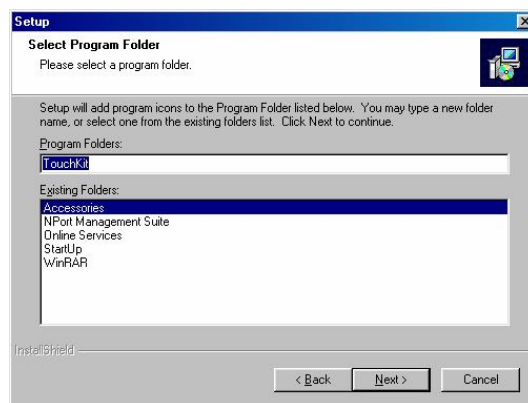 Setup
Select Program Folder
Please select a program folder.
Setup will add program icons to the Program Folder listed below. You may type a new folder
name, or select one from the existing folders list. Click Next to continue.
Program Folders:
TouchKit
Existing Folders:
Accessories
NPort Management Suite
Online Services
StartUp
WinRAR
InstallShield
< Back
Next >
Cancel